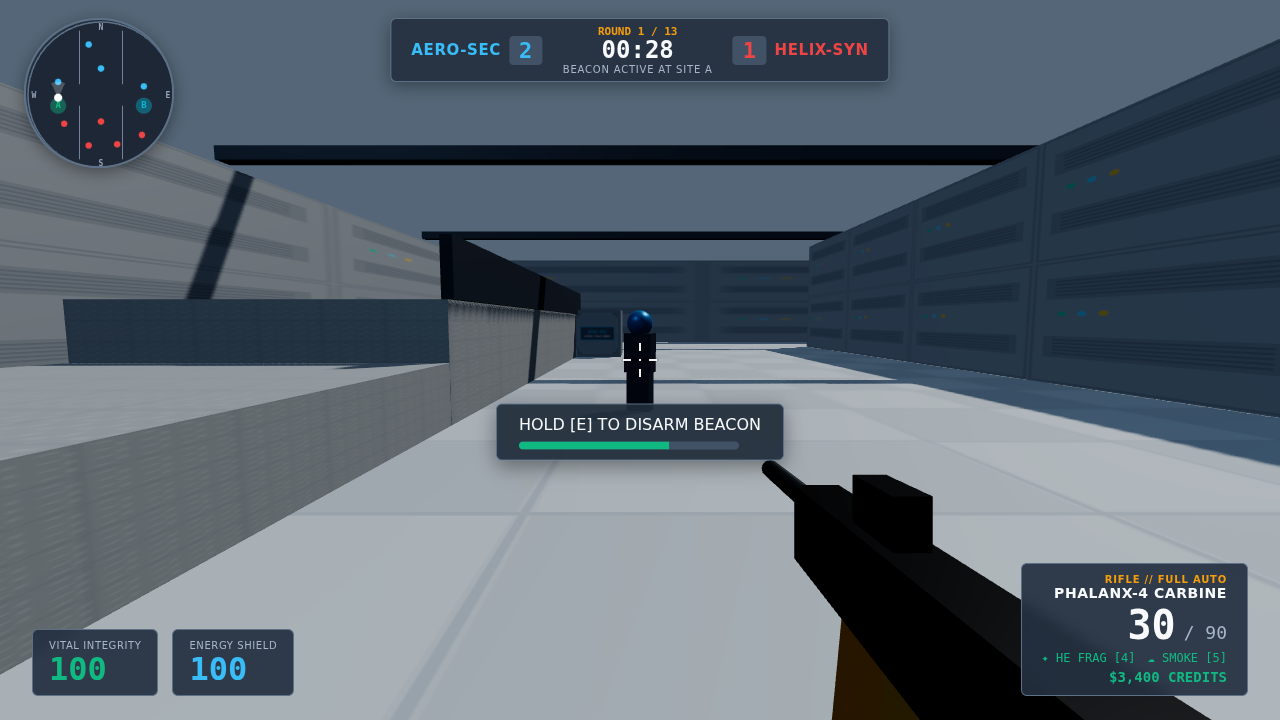 N
W
E
A
B
S
ROUND 1 / 13
AERO-SEC 2
00:28
1 HELIX-SYN
BEACON ACTIVE AT SITE A
HOLD [E] TO DISARM BEACON
VITAL INTEGRITY
100
ENERGY SHIELD
100
RIFLE // FULL AUTO
PHALANX-4 CARBINE
30 / 90
✦ HE FRAG [4] ☁ SMOKE [5]
$3,400 CREDITS